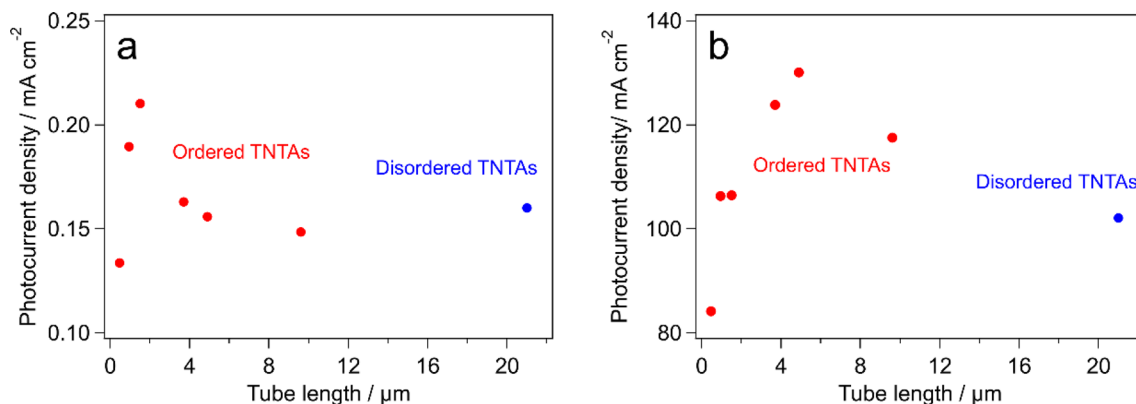 a
0.25
0.20
0.15
0.10
Photocurrent density / mA cm⁻²
Ordered TNTAs
Disordered TNTAs
0 4 8 12 16 20
Tube length / µm
b
140
120
100
80
Photocurrent density/ mA cm⁻²
Ordered TNTAs
Disordered TNTAs
0 4 8 12 16 20
Tube length / µm